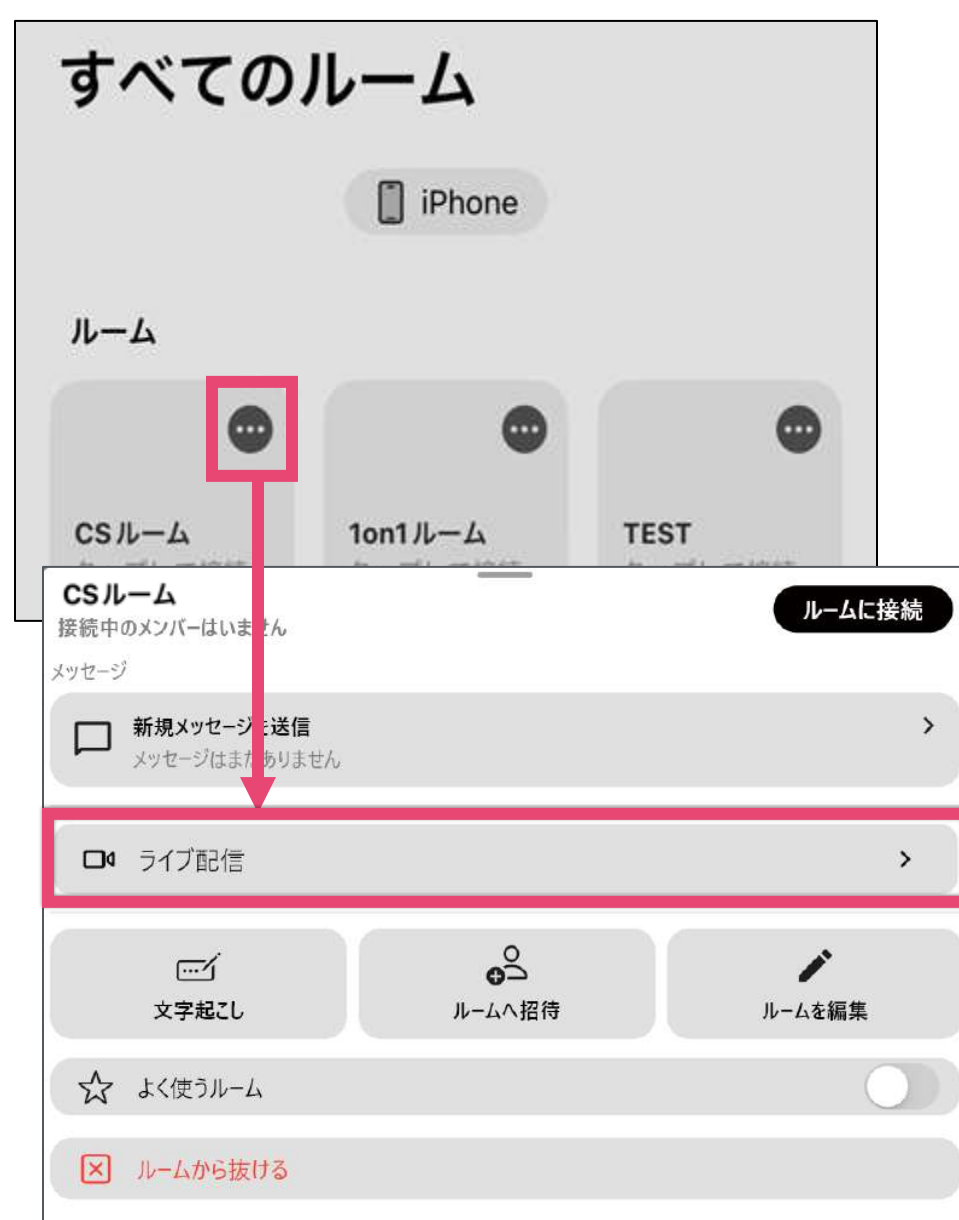 すべてのルーム
iPhone
ルーム
CSルーム
1on1ルーム
TEST
CSルーム
ルームに接続
接続中のメンバーはいません
メッセージ
新規メッセージを送信
メッセージはまだありません
ライブ配信
文字起こし
ルームへ招待
ルームを編集
よく使うルーム
ルームから抜ける